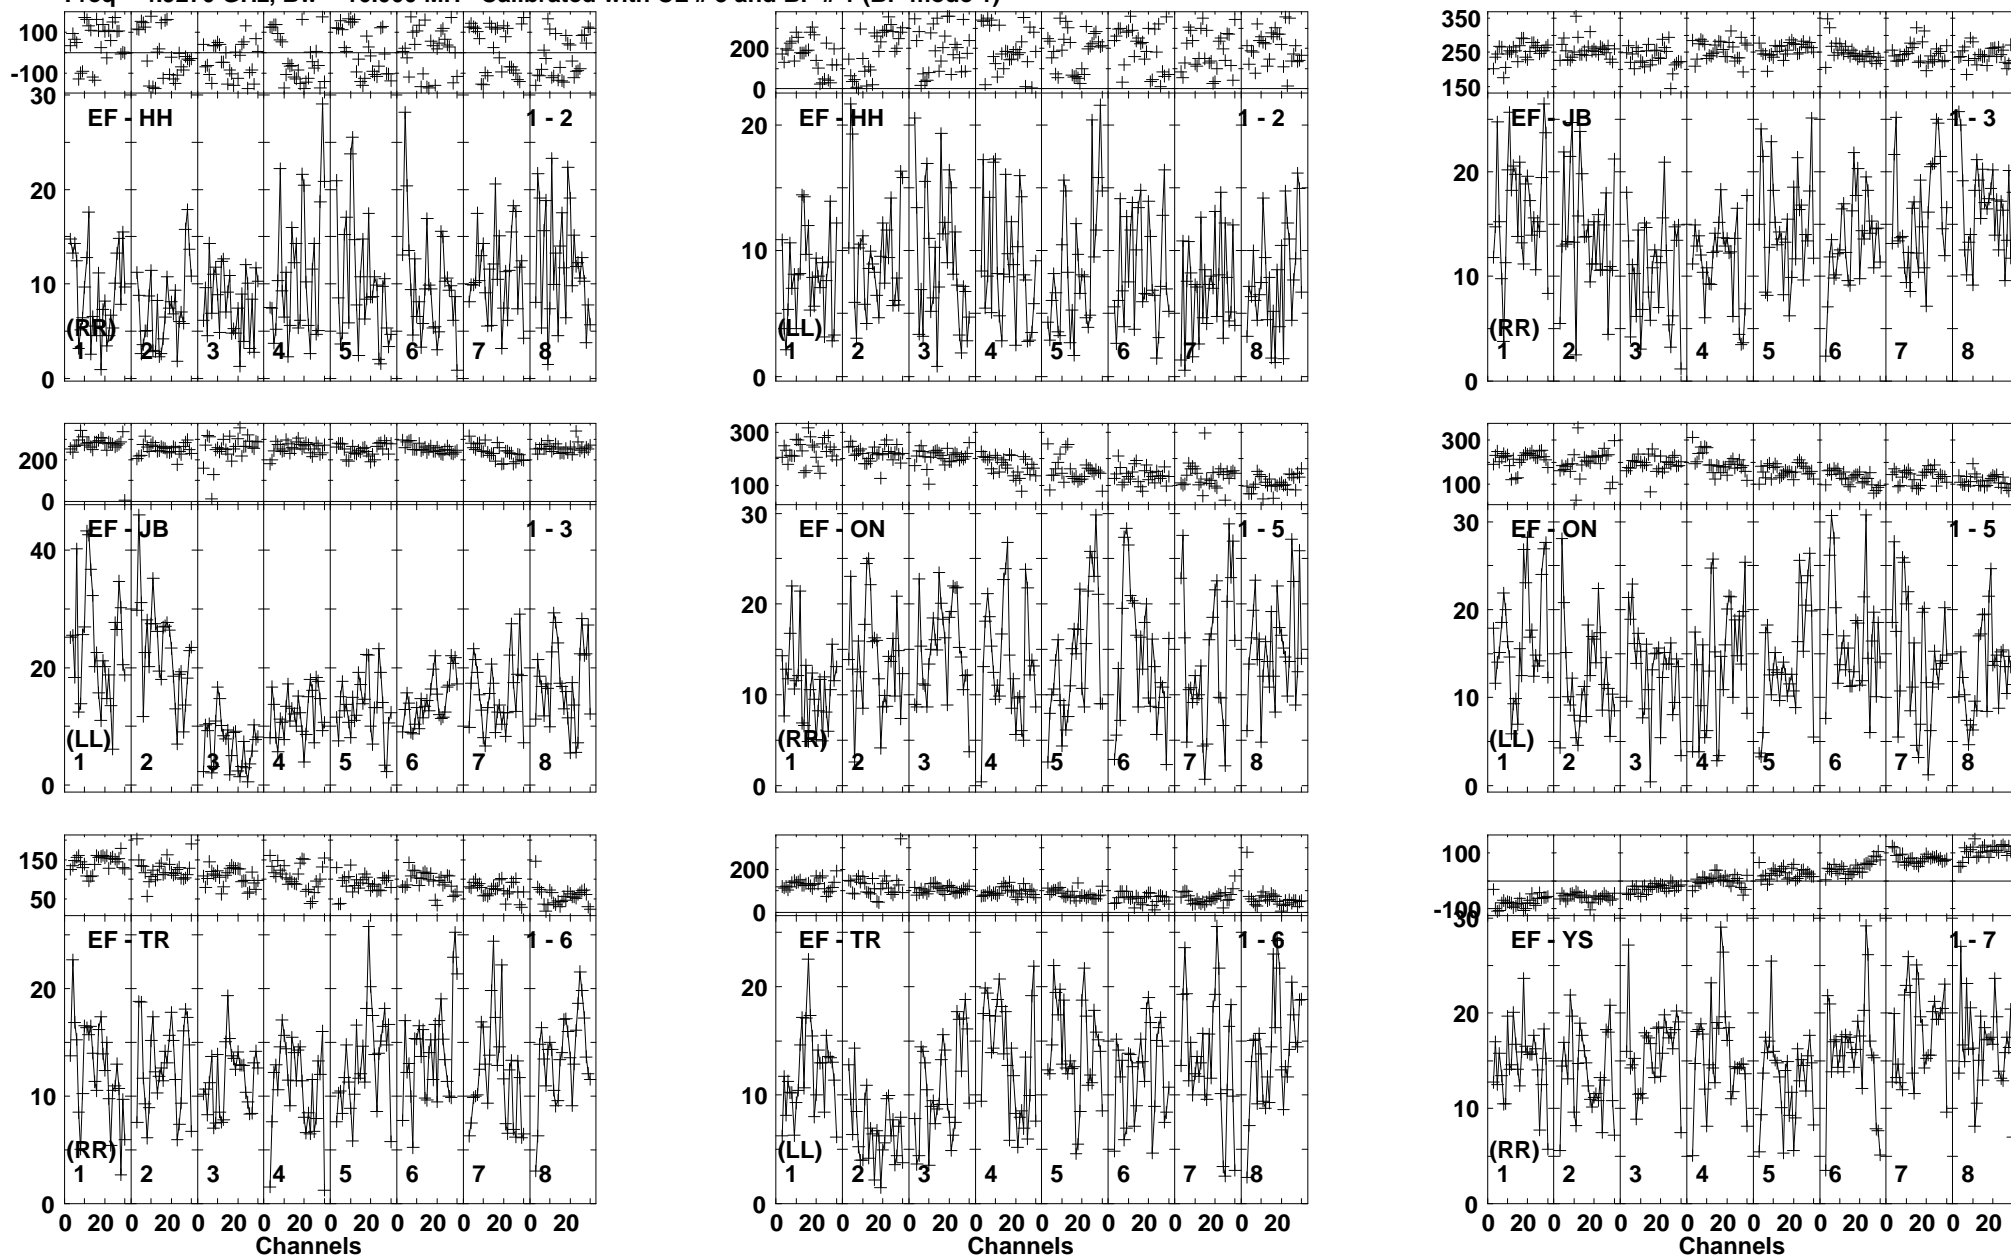 100 -100 200 0 350 250 150
30 20 10 0 EF - HH 1 - 2 (RR) 1 2 3 4 5 6 7 8
20 10 0 EF - HH 1 - 2 (LL) 1 2 3 4 5 6 7 8
20 10 0 EF - JB 1 - 3 (RR) 1 2 3 4 5 6 7 8
200 0 300 100 300 100
40 20 0 EF - JB 1 - 3 (LL) 1 2 3 4 5 6 7 8
30 20 10 0 EF - ON 1 - 5 (RR) 1 2 3 4 5 6 7 8
30 20 10 0 EF - ON 1 - 5 (LL) 1 2 3 4 5 6 7 8
150 50 200 0 100 -100
20 10 0 EF - TR 1 - 6 (RR) 1 2 3 4 5 6 7 8
20 10 0 EF - TR 1 - 6 (LL) 1 2 3 4 5 6 7 8
30 20 10 0 EF - YS 1 - 7 (RR) 1 2 3 4 5 6 7 8
0 20 0 20 0 20 0 20 0 20 0 20 0 20 0 20
Channels
0 20 0 20 0 20 0 20 0 20 0 20 0 20 0 20
Channels
0 20 0 20 0 20 0 20 0 20 0 20 0 20 0 20
Channels